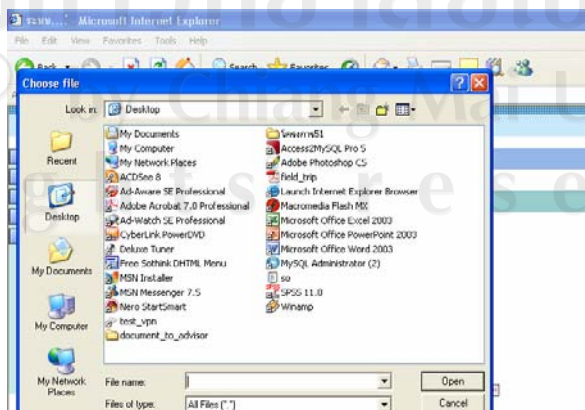 Microsoft Internet Explorer
File Edit View Favorites Tools Help
Back Search Favorites
Choose file
Look in: Desktop
Recent
Desktop
My Documents
My Computer
My Network Places
My Documents
My Computer
My Network Places
ACDSee 8
Ad-Aware SE Professional
Adobe Acrobat 7.0 Professional
Ad-Watch SE Professional
CyberLink PowerDVD
Deluxe Tuner
Free Sothink DHTML Menu
MSN Installer
MSN Messenger 7.5
Nero StartSmart
test_vpn
document_to_advisor
Access2MySQL Pro 5
Adobe Photoshop CS
field_trip
Launch Internet Explorer Browser
Macromedia Flash MX
Microsoft Office Excel 2003
Microsoft Office PowerPoint 2003
Microsoft Office Word 2003
MySQL Administrator (2)
so
SPSS 11.0
Winamp
File name:
Open
Files of type: All Files (*.*)
Cancel
by Chiang Mai U